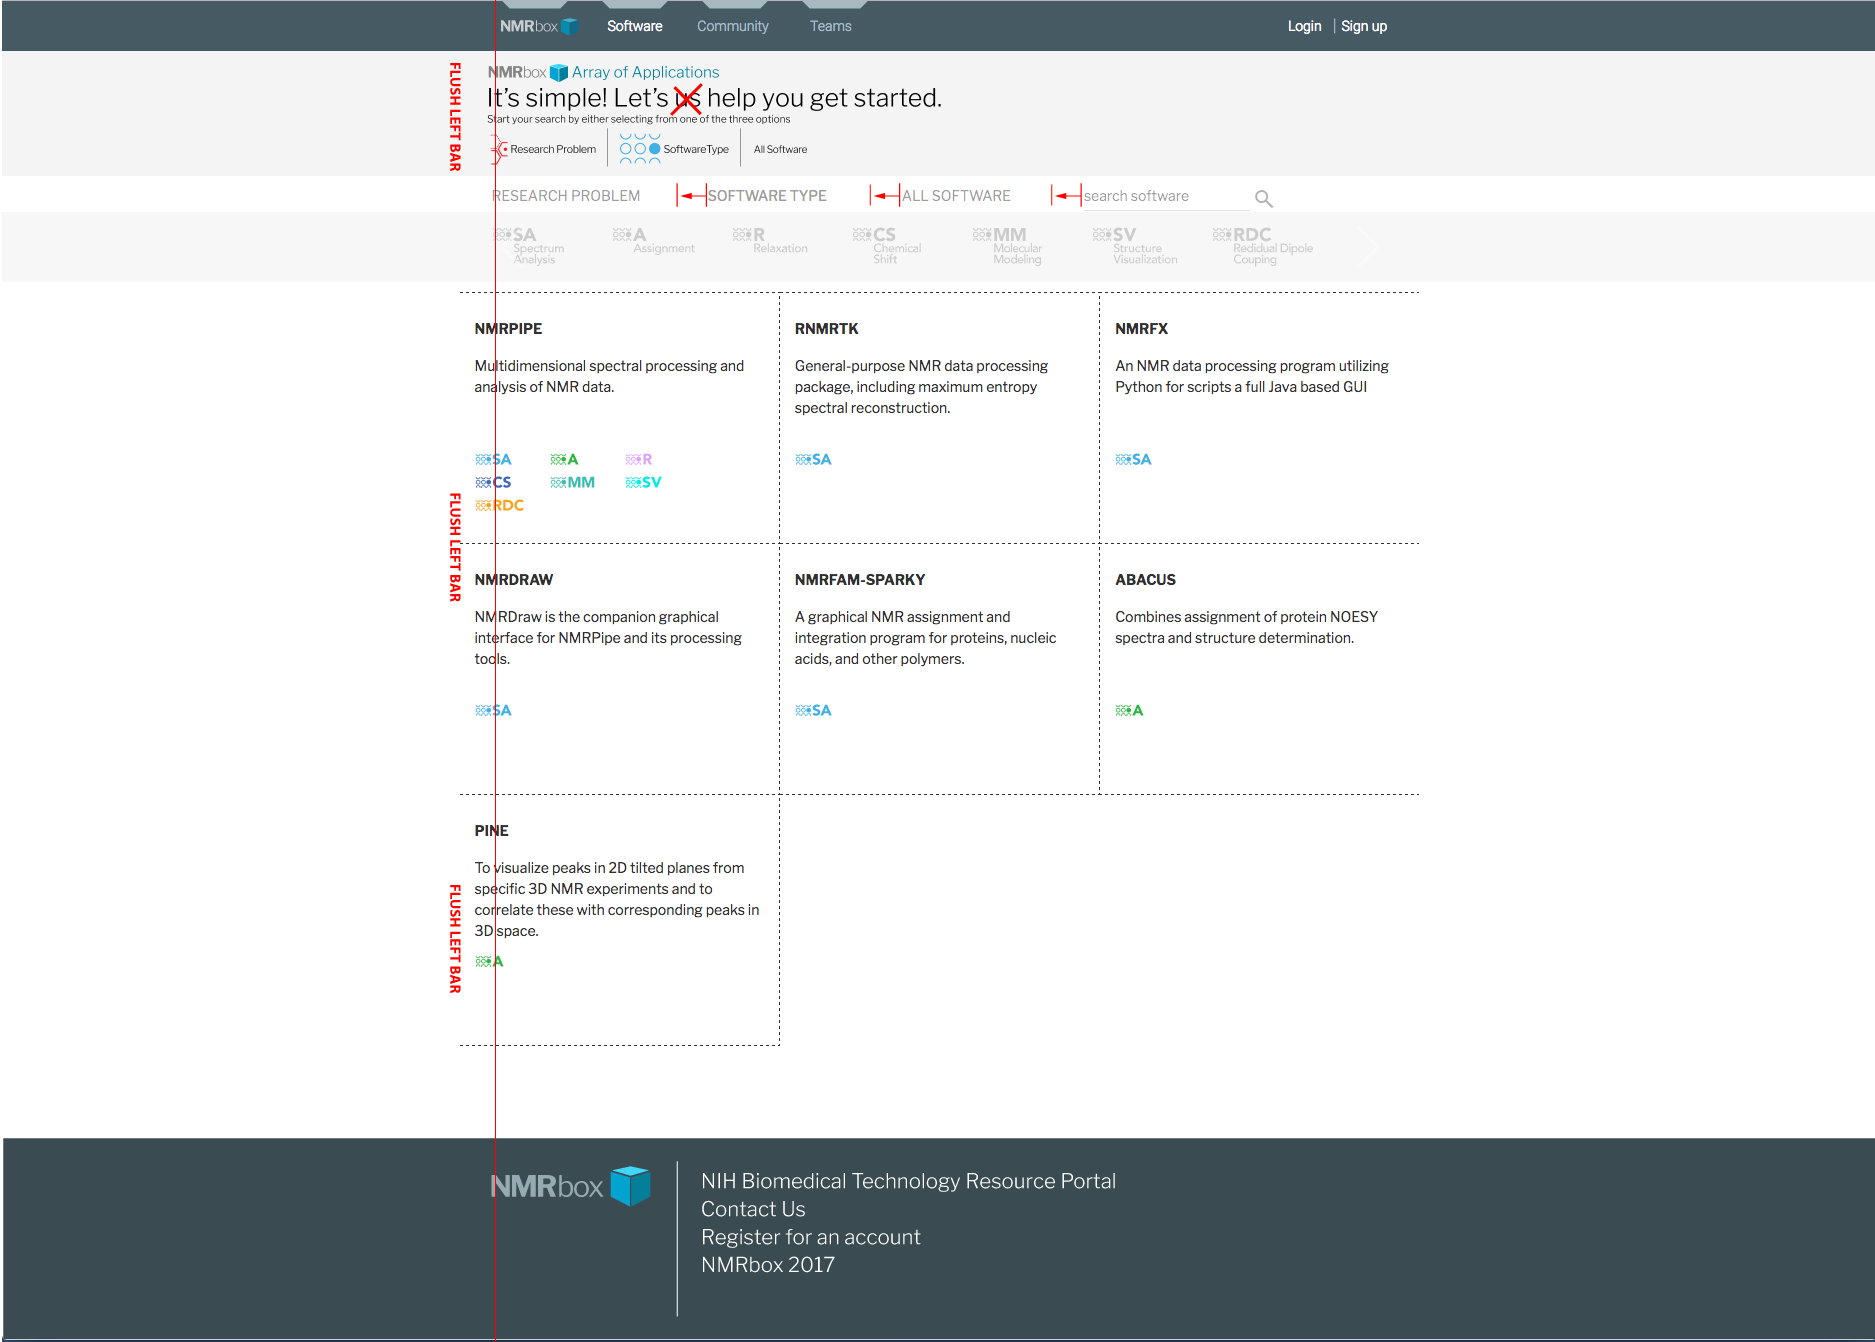 NMRbox Software Community Teams Login | Sign up
FLUSH LEFT BAR
NMRbox Array of Applications
It's simple! Let's us help you get started.
Start your search by either selecting from one of the three options
Research Problem SoftwareType All Software
RESEARCH PROBLEM SOFTWARE TYPE ALL SOFTWARE search software
SA A R CS MM SV RDC
Spectrum Assignment Relaxation Chemical Molecular Structure Redidual Dipole
Analysis Shift Modeling Visualization Couping
FLUSH LEFT BAR
NMRPIPE
Multidimensional spectral processing and
analysis of NMR data.
SA A R
CS MM SV
RDC
RNMRTK
General-purpose NMR data processing
package, including maximum entropy
spectral reconstruction.
SA
NMRFX
An NMR data processing program utilizing
Python for scripts a full Java based GUI
SA
NMRDRAW
NMRDraw is the companion graphical
interface for NMRPipe and its processing
tools.
SA
NMRFAM-SPARKY
A graphical NMR assignment and
integration program for proteins, nucleic
acids, and other polymers.
SA
ABACUS
Combines assignment of protein NOESY
spectra and structure determination.
A
FLUSH LEFT BAR
PINE
To visualize peaks in 2D tilted planes from
specific 3D NMR experiments and to
correlate these with corresponding peaks in
3D space.
A
NMRbox
NIH Biomedical Technology Resource Portal
Contact Us
Register for an account
NMRbox 2017